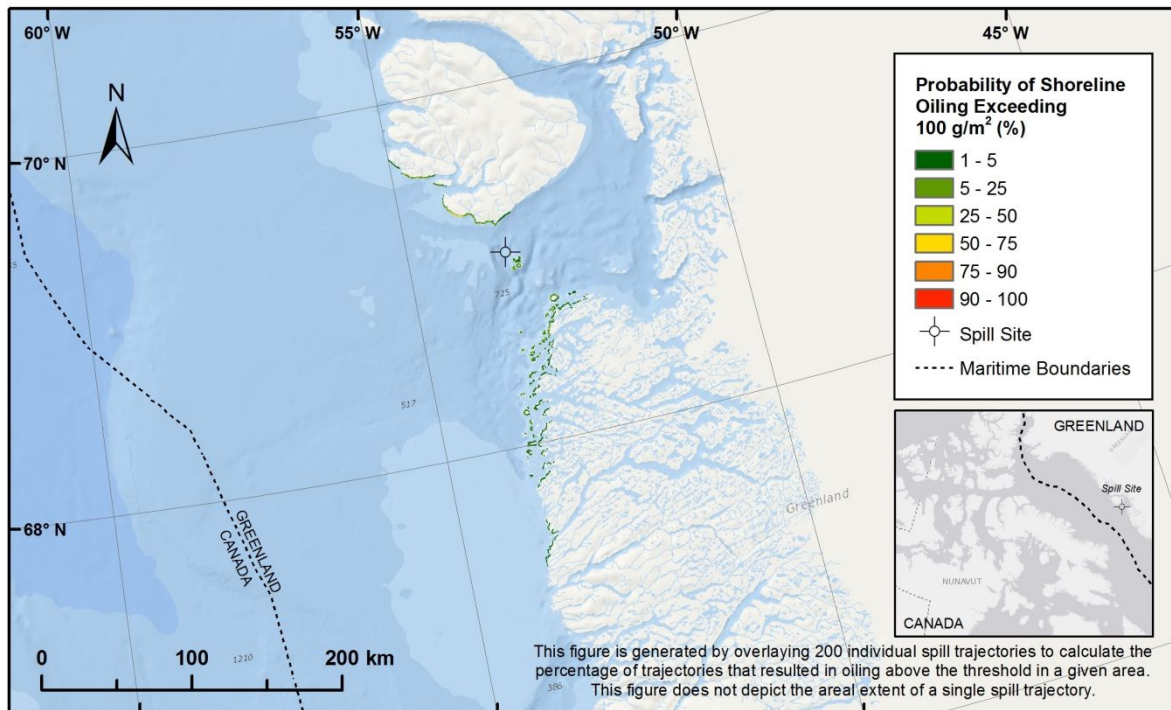 60° W
55° W
50° W
45° W
N
70° N
68° N
725
517
1210
386
GREENLAND
CANADA
Greenland
0 100 200 km
Probability of Shoreline
Oiling Exceeding
100 g/m² (%)
1 - 5
5 - 25
25 - 50
50 - 75
75 - 90
90 - 100
Spill Site
Maritime Boundaries
GREENLAND
Spill Site
NUNAVUT
CANADA
This figure is generated by overlaying 200 individual spill trajectories to calculate the
percentage of trajectories that resulted in oiling above the threshold in a given area.
This figure does not depict the areal extent of a single spill trajectory.